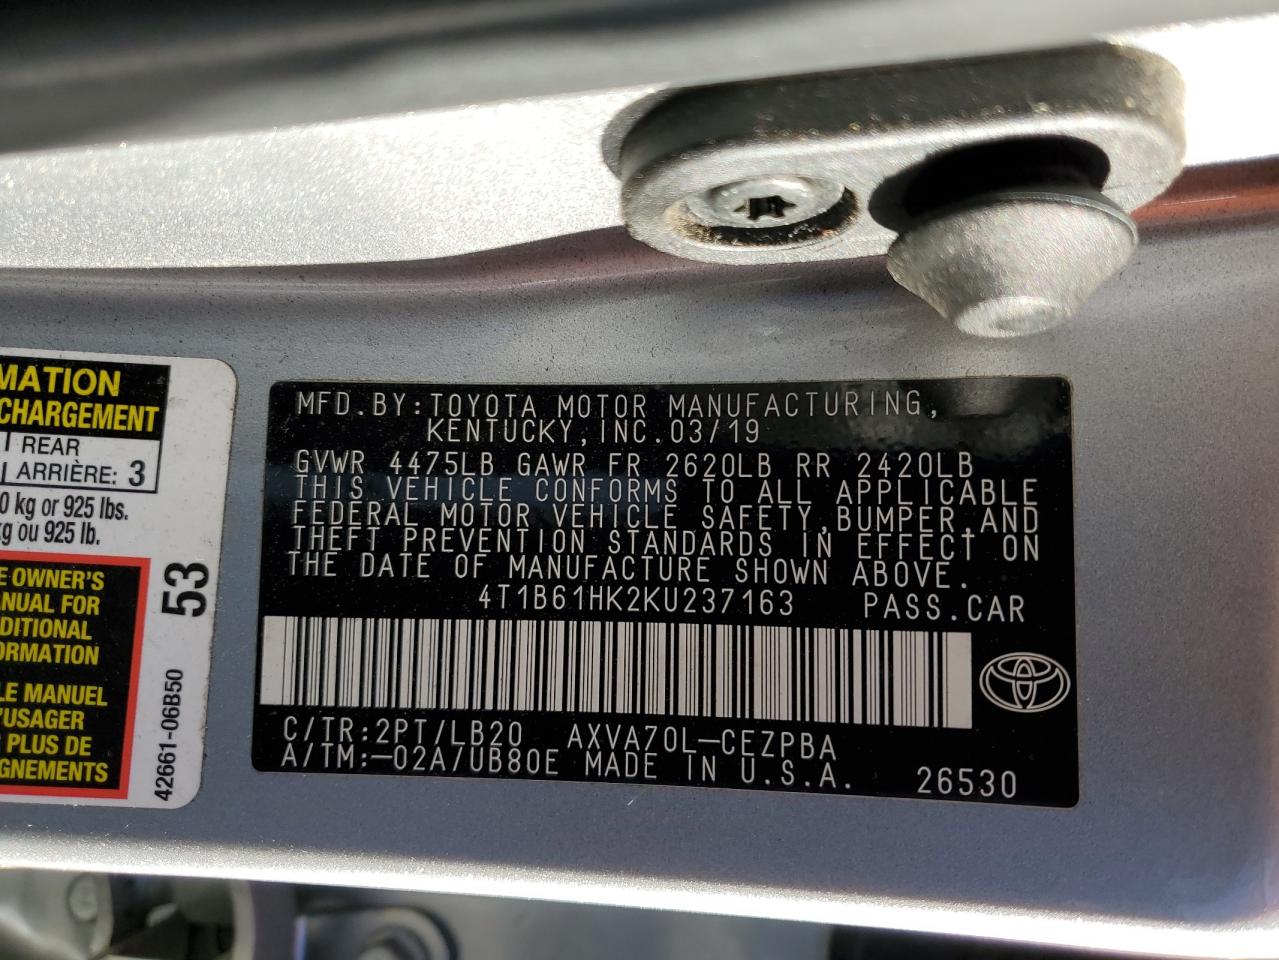 MATION
CHARGEMENT
REAR
ARRIÈRE: 3
0 kg or 925 lbs.
kg ou 925 lb.
E OWNER'S
ANUAL FOR
DITIONAL
ORMATION
LE MANUEL
'USAGER
PLUS DE
GNEMENTS
53
42661-06B50
MFD.BY:TOYOTA MOTOR MANUFACTURING,
KENTUCKY,INC.03/19
GVWR 4475LB GAWR FR 2620LB RR 2420LB
THIS VEHICLE CONFORMS TO ALL APPLICABLE
FEDERAL MOTOR VEHICLE SAFETY,BUMPER,AND
THEFT PREVENTION STANDARDS IN EFFECT ON
THE DATE OF MANUFACTURE SHOWN ABOVE.
4T1B61HK2KU237163 PASS.CAR
C/TR:2PT/LB20 AXVA70L-CEZPBA
A/TM:-02A7UB80E MADE IN U.S.A. 26530